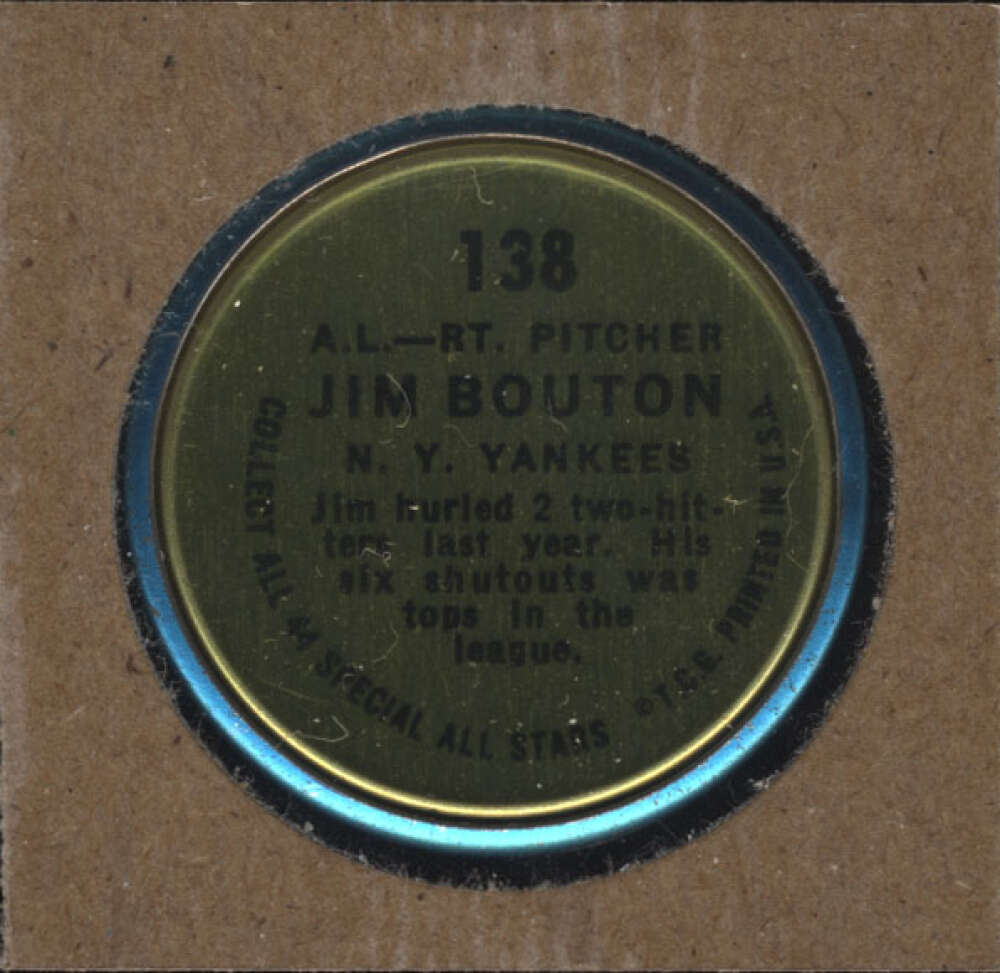 138
A.L.—RT. PITCHER
JIM BOUTON
N. Y. YANKEES
Jim hurled 2 two-hit-
ters last year. His
six shutouts was
tops in the
league.
COLLECT ALL 44 SPECIAL ALL STARS
©T.C.G. PRINTED IN U.S.A.